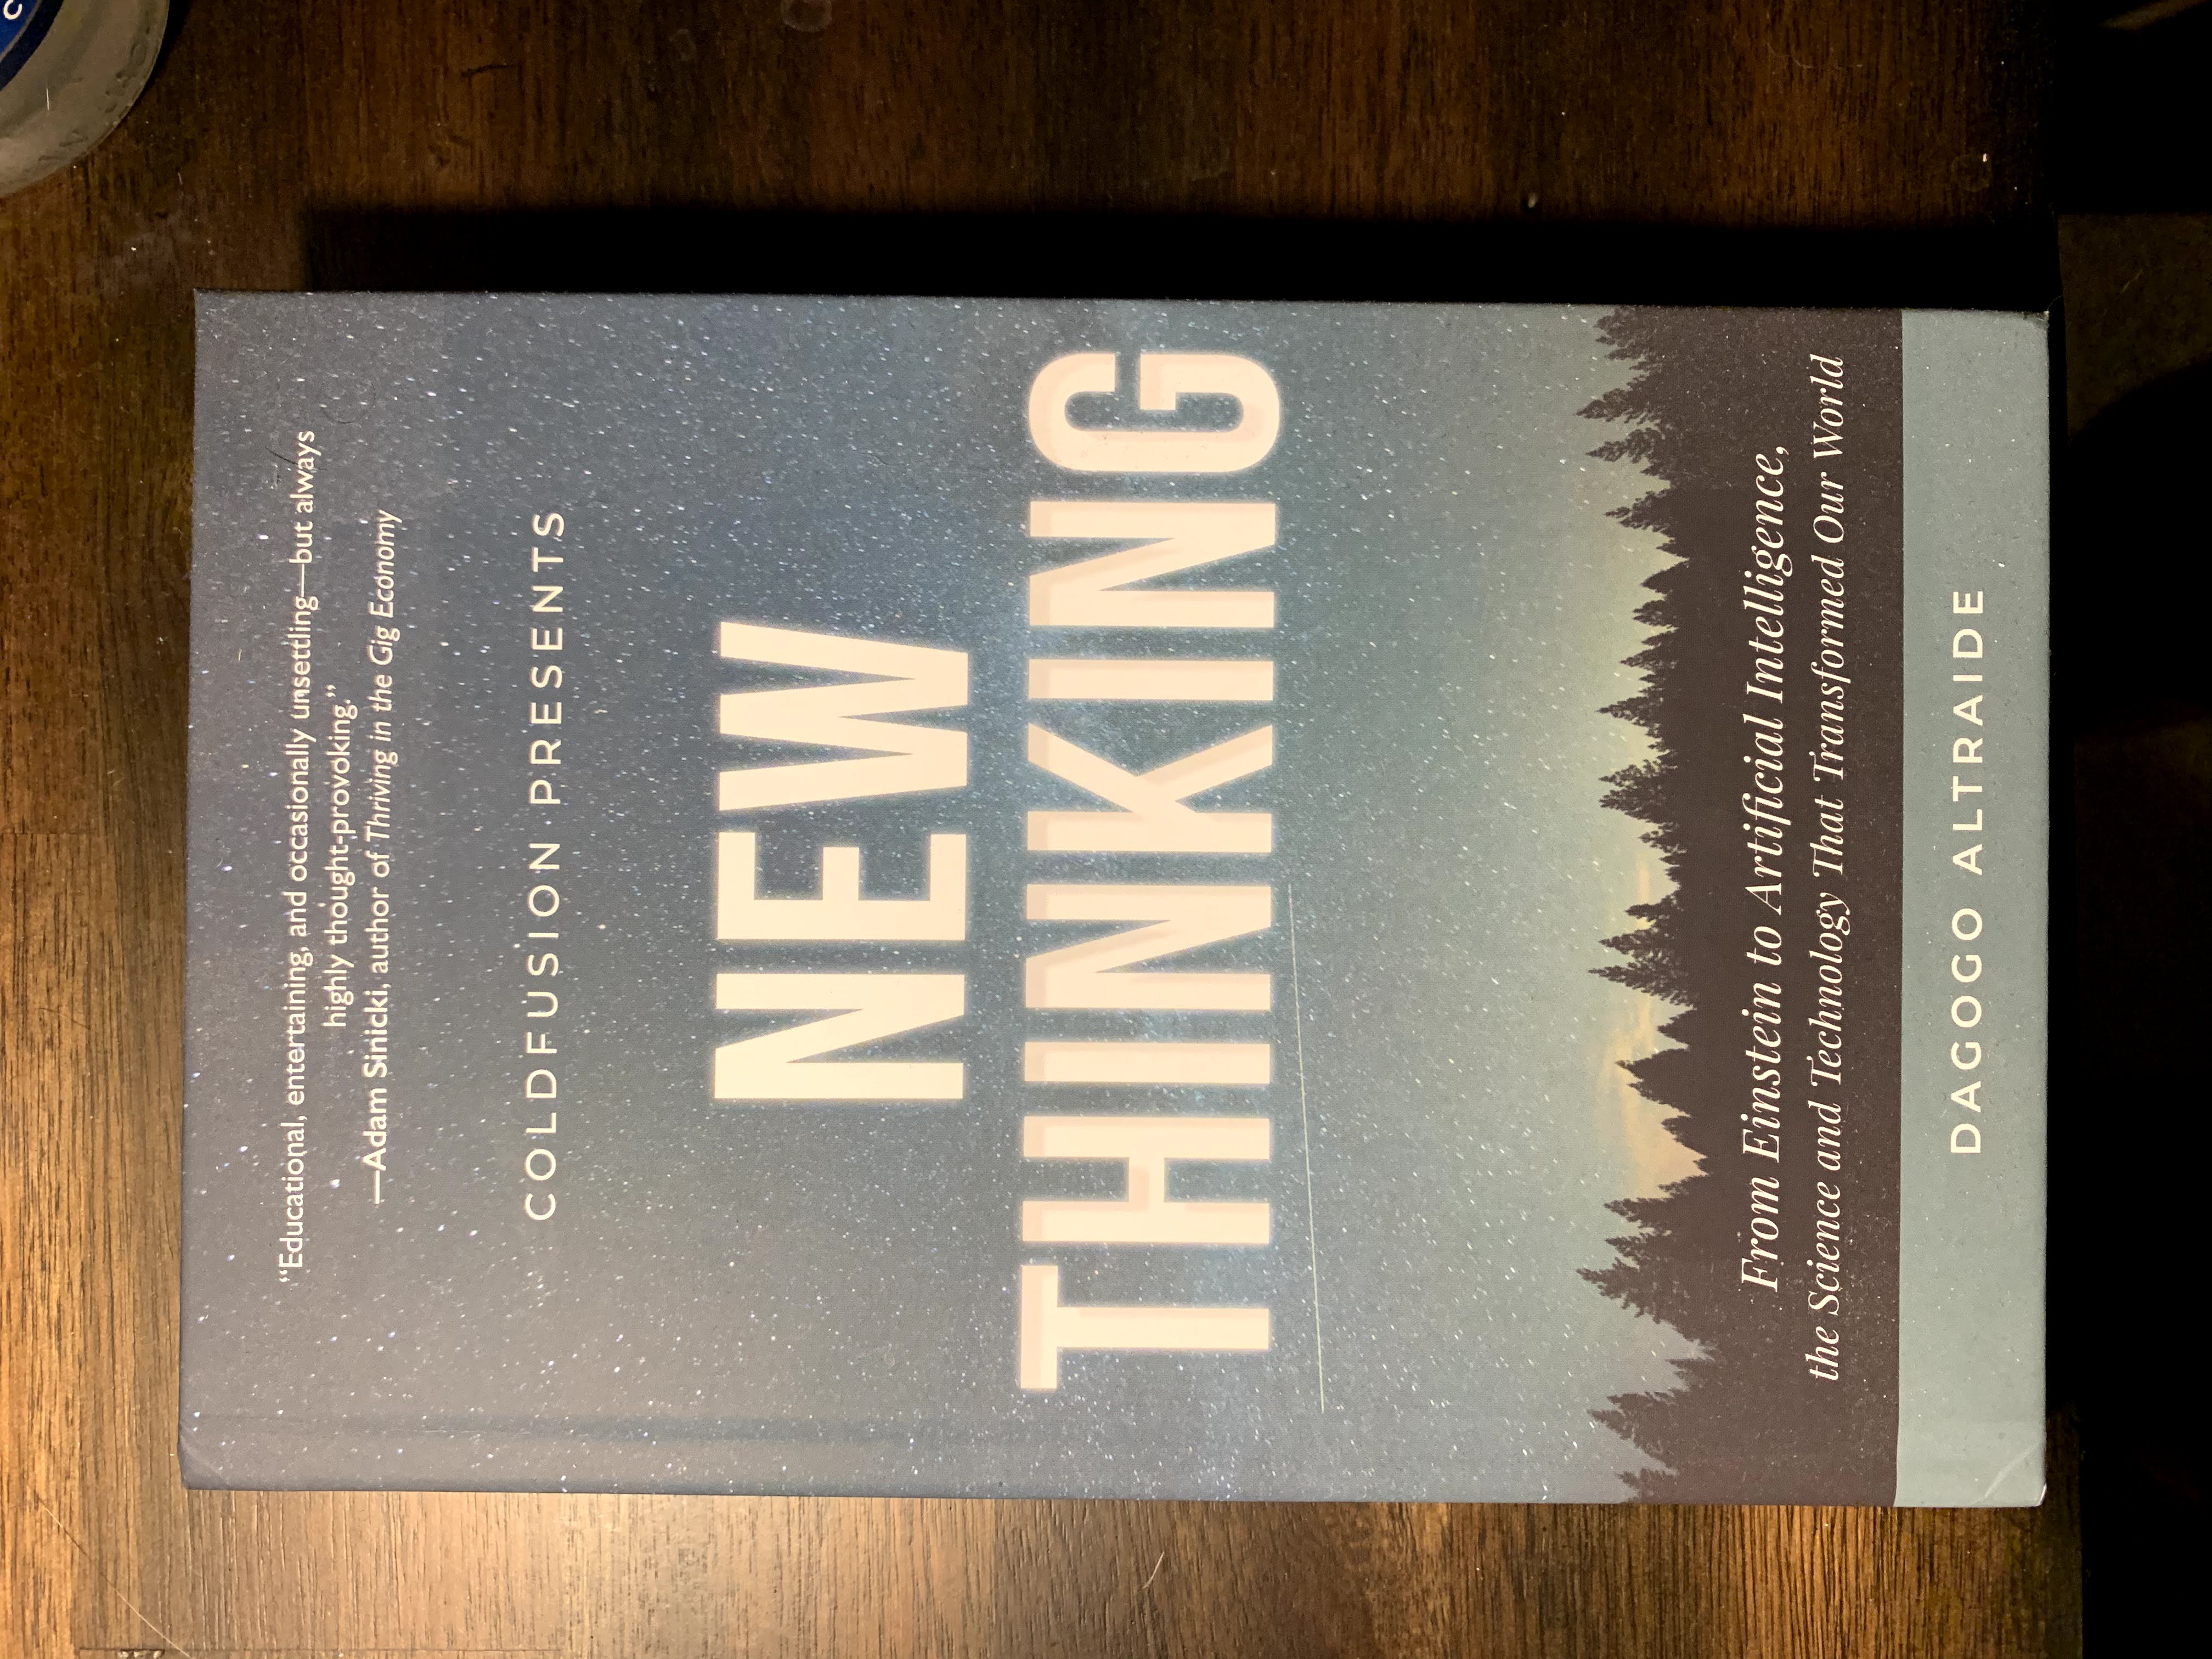 “Educational, entertaining, and occasionally unsettling—but always
highly thought-provoking.”
—Adam Sinicki, author of Thriving in the Gig Economy
COLDFUSION PRESENTS
NEW
THINKING
From Einstein to Artificial Intelligence,
the Science and Technology That Transformed Our World
DAGOGO ALTRAIDE